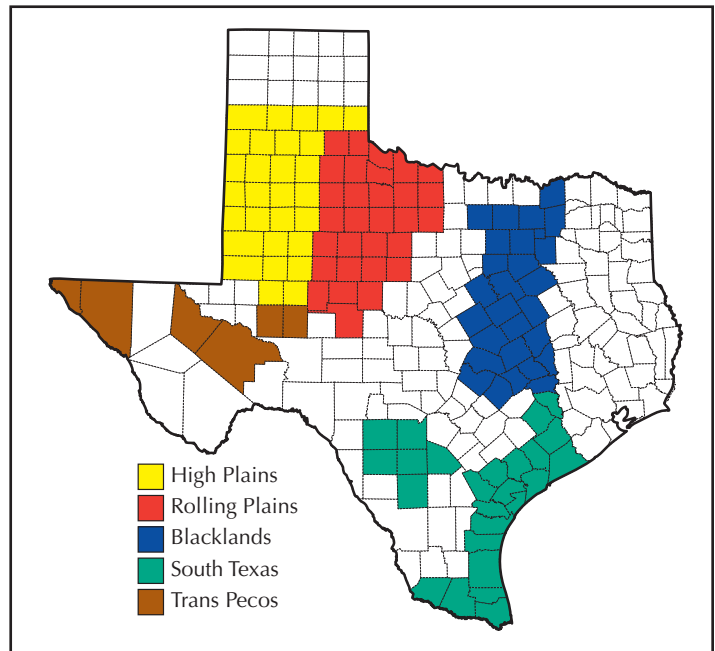 High Plains
Rolling Plains
Blacklands
South Texas
Trans Pecos